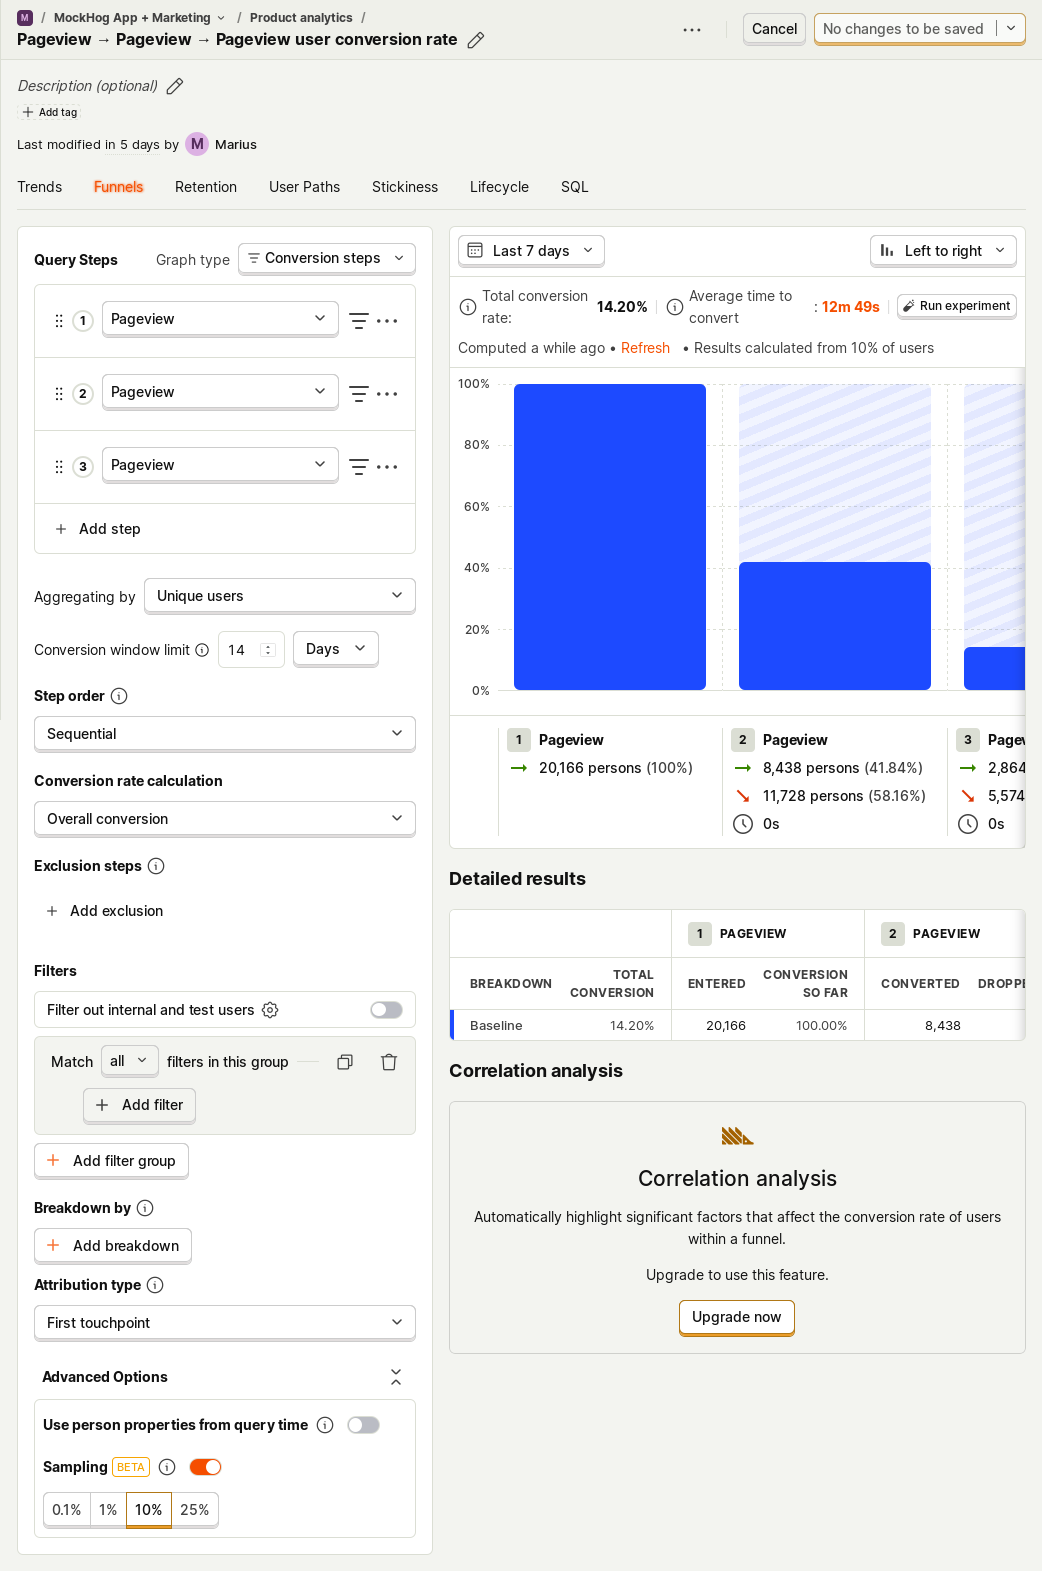 M / MockHog App + Marketing / Product analytics /
Pageview → Pageview → Pageview user conversion rate
Cancel
No changes to be saved
Description (optional)
Add tag
Last modified in 5 days by M Marius
Trends Funnels Retention User Paths Stickiness Lifecycle SQL
Query Steps
Graph type
Conversion steps
1 Pageview
2 Pageview
3 Pageview
Add step
Aggregating by Unique users
Conversion window limit 14 Days
Step order
Sequential
Conversion rate calculation
Overall conversion
Exclusion steps
Add exclusion
Filters
Filter out internal and test users
Match all filters in this group
Add filter
Add filter group
Breakdown by
Add breakdown
Attribution type
First touchpoint
Advanced Options
Use person properties from query time
Sampling BETA
0.1% 1% 10% 25%
Last 7 days
Left to right
Total conversion
rate:
14.20%
Average time to
convert
: 12m 49s
Run experiment
Computed a while ago • Refresh • Results calculated from 10% of users
100%
80%
60%
40%
20%
0%
1 Pageview
20,166 persons (100%)
2 Pageview
8,438 persons (41.84%)
11,728 persons (58.16%)
0s
3 Pagev
2,864
5,574
0s
Detailed results
1 PAGEVIEW
2 PAGEVIEW
BREAKDOWN
TOTAL
CONVERSION
ENTERED
CONVERSION
SO FAR
CONVERTED
DROPPE
Baseline 14.20% 20,166 100.00% 8,438
Correlation analysis
Correlation analysis
Automatically highlight significant factors that affect the conversion rate of users
within a funnel.
Upgrade to use this feature.
Upgrade now